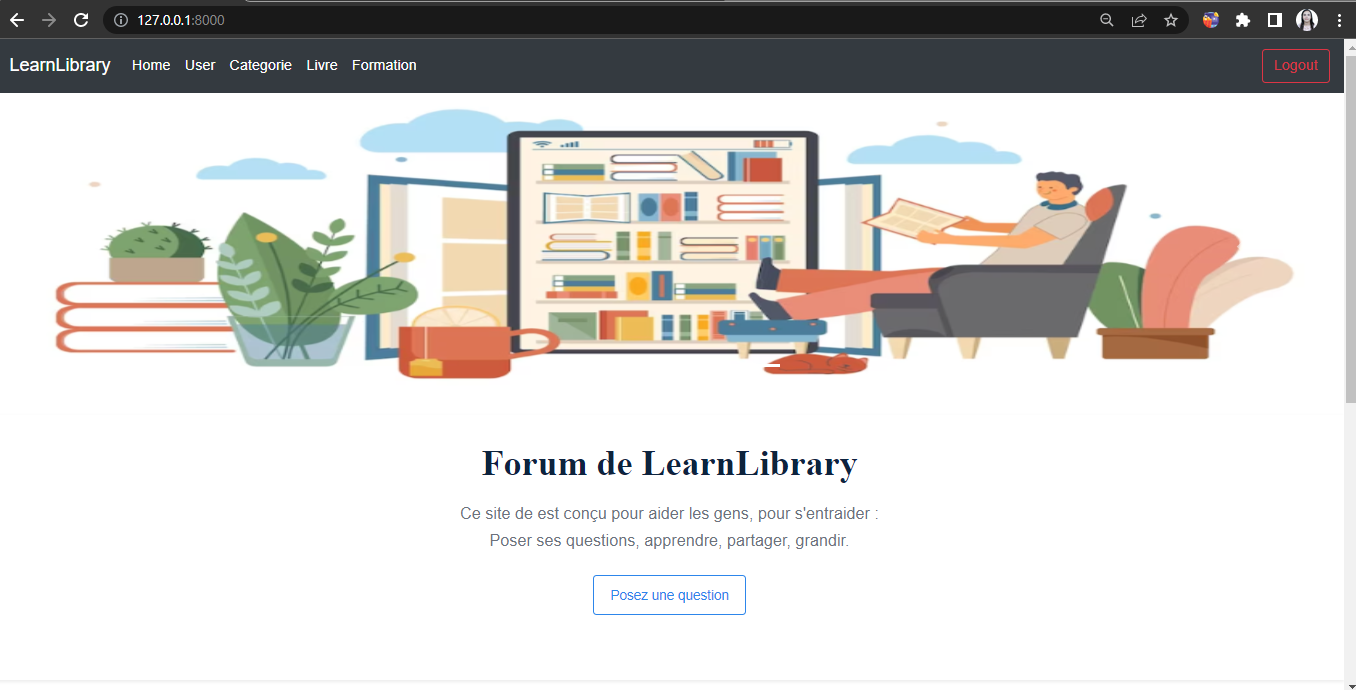 127.0.0.1:8000
LearnLibrary Home User Categorie Livre Formation Logout
Forum de LearnLibrary
Ce site de est conçu pour aider les gens, pour s'entraider :
Poser ses questions, apprendre, partager, grandir.
Posez une question